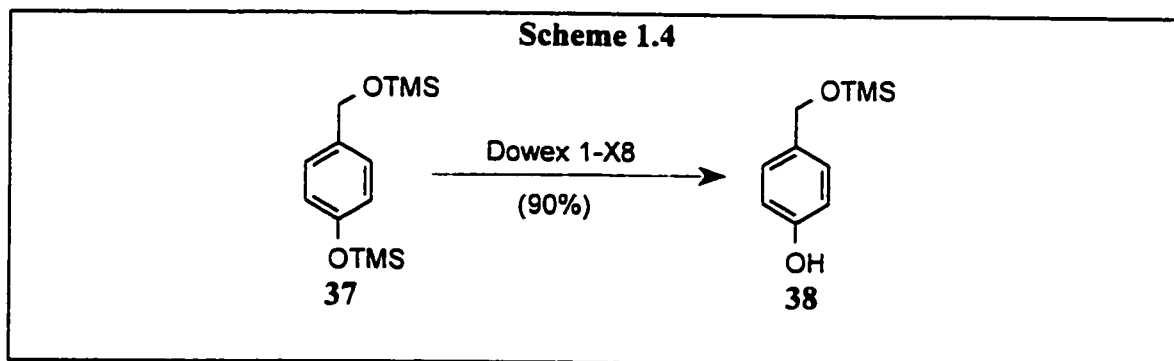 Scheme 1.4
OTMS
OTMS
Dowex 1-X8
(90%)
OTMS
OH
37
38